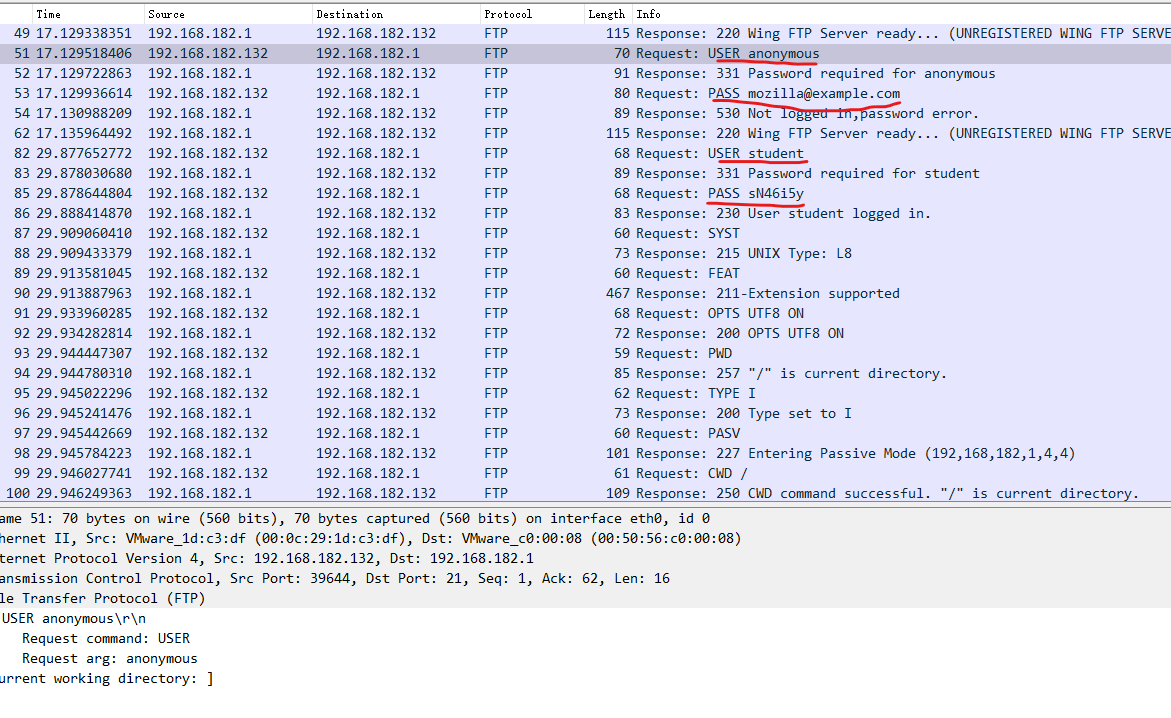 Time Source Destination Protocol Length Info
49 17.129338351 192.168.182.1 192.168.182.132 FTP 115 Response: 220 Wing FTP Server ready... (UNREGISTERED WING FTP SERVE
51 17.129518406 192.168.182.132 192.168.182.1 FTP 70 Request: USER anonymous
52 17.129722863 192.168.182.1 192.168.182.132 FTP 91 Response: 331 Password required for anonymous
53 17.129936614 192.168.182.132 192.168.182.1 FTP 80 Request: PASS mozilla@example.com
54 17.130988209 192.168.182.1 192.168.182.132 FTP 89 Response: 530 Not logged in,password error.
62 17.135964492 192.168.182.1 192.168.182.132 FTP 115 Response: 220 Wing FTP Server ready... (UNREGISTERED WING FTP SERVE
82 29.877652772 192.168.182.132 192.168.182.1 FTP 68 Request: USER student
83 29.878030680 192.168.182.1 192.168.182.132 FTP 89 Response: 331 Password required for student
85 29.878644804 192.168.182.132 192.168.182.1 FTP 68 Request: PASS sN46i5y
86 29.888414870 192.168.182.1 192.168.182.132 FTP 83 Response: 230 User student logged in.
87 29.909060410 192.168.182.132 192.168.182.1 FTP 60 Request: SYST
88 29.909433379 192.168.182.1 192.168.182.132 FTP 73 Response: 215 UNIX Type: L8
89 29.913581045 192.168.182.132 192.168.182.1 FTP 60 Request: FEAT
90 29.913887963 192.168.182.1 192.168.182.132 FTP 467 Response: 211-Extension supported
91 29.933960285 192.168.182.132 192.168.182.1 FTP 68 Request: OPTS UTF8 ON
92 29.934282814 192.168.182.1 192.168.182.132 FTP 72 Response: 200 OPTS UTF8 ON
93 29.944447307 192.168.182.132 192.168.182.1 FTP 59 Request: PWD
94 29.944780310 192.168.182.1 192.168.182.132 FTP 85 Response: 257 "/" is current directory.
95 29.945022296 192.168.182.132 192.168.182.1 FTP 62 Request: TYPE I
96 29.945241476 192.168.182.1 192.168.182.132 FTP 73 Response: 200 Type set to I
97 29.945442669 192.168.182.132 192.168.182.1 FTP 60 Request: PASV
98 29.945784223 192.168.182.1 192.168.182.132 FTP 101 Response: 227 Entering Passive Mode (192,168,182,1,4,4)
99 29.946027741 192.168.182.132 192.168.182.1 FTP 61 Request: CWD /
100 29.946249363 192.168.182.1 192.168.182.132 FTP 109 Response: 250 CWD command successful. "/" is current directory.
ame 51: 70 bytes on wire (560 bits), 70 bytes captured (560 bits) on interface eth0, id 0
hernet II, Src: VMware_1d:c3:df (00:0c:29:1d:c3:df), Dst: VMware_c0:00:08 (00:50:56:c0:00:08)
ternet Protocol Version 4, Src: 192.168.182.132, Dst: 192.168.182.1
ansmission Control Protocol, Src Port: 39644, Dst Port: 21, Seq: 1, Ack: 62, Len: 16
le Transfer Protocol (FTP)
USER anonymous\r\n
Request command: USER
Request arg: anonymous
urrent working directory: ]